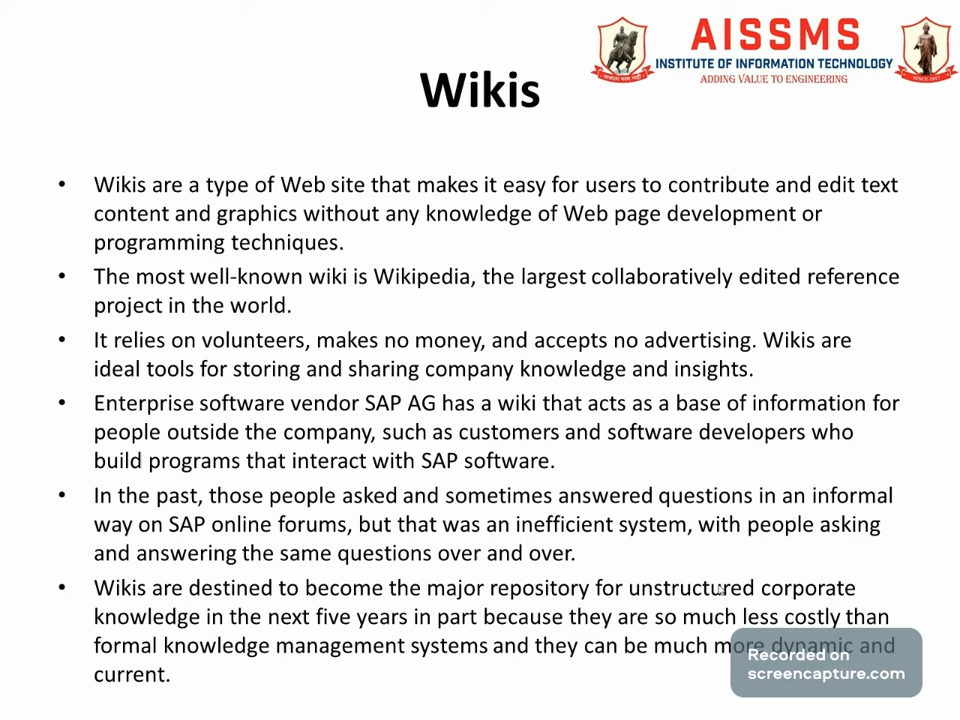 AISSMS
INSTITUTE OF INFORMATION TECHNOLOGY
ADDING VALUE TO ENGINEERING
SINCE 1917
Wikis
• Wikis are a type of Web site that makes it easy for users to contribute and edit text
content and graphics without any knowledge of Web page development or
programming techniques.
• The most well-known wiki is Wikipedia, the largest collaboratively edited reference
project in the world.
• It relies on volunteers, makes no money, and accepts no advertising. Wikis are
ideal tools for storing and sharing company knowledge and insights.
• Enterprise software vendor SAP AG has a wiki that acts as a base of information for
people outside the company, such as customers and software developers who
build programs that interact with SAP software.
• In the past, those people asked and sometimes answered questions in an informal
way on SAP online forums, but that was an inefficient system, with people asking
and answering the same questions over and over.
• Wikis are destined to become the major repository for unstructured corporate
knowledge in the next five years in part because they are so much less costly than
formal knowledge management systems and they can be much more dynamic and
current.
Recorded on
screencapture.com